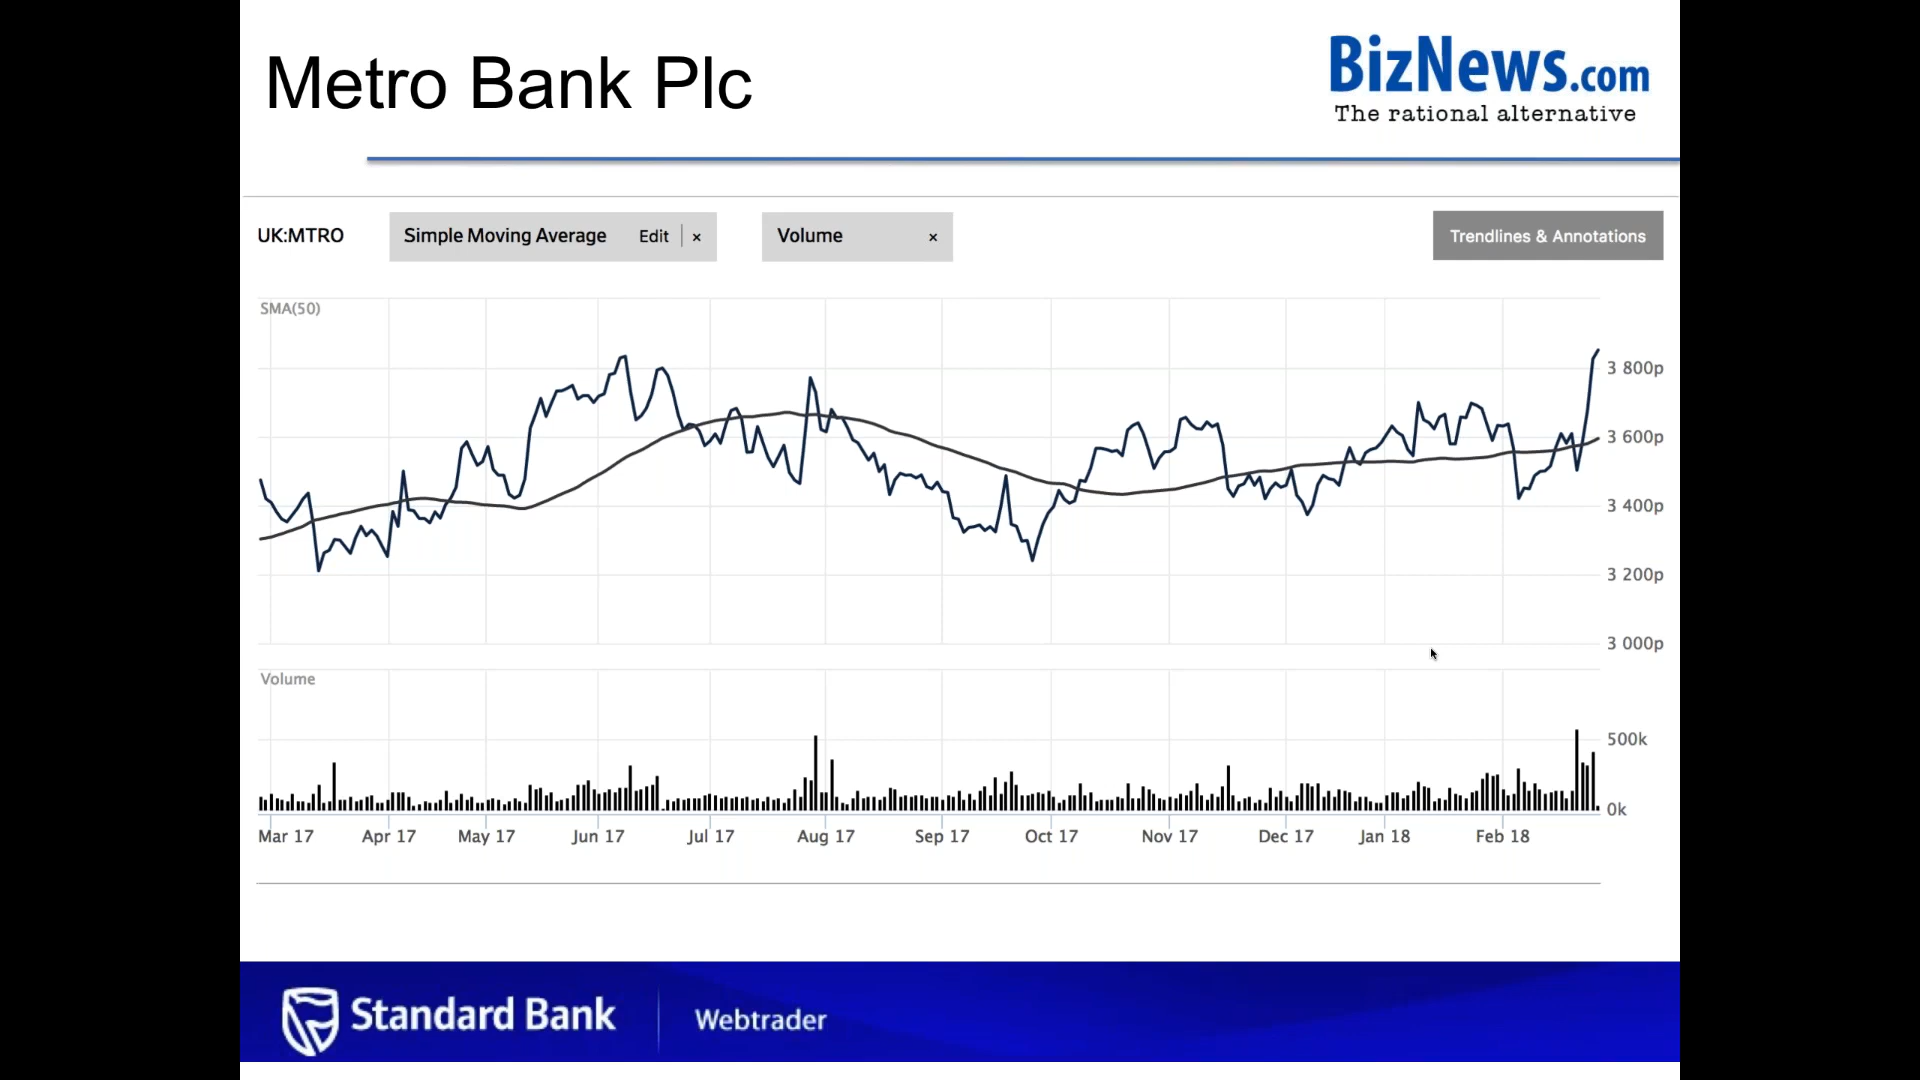 Metro Bank Plc
BizNews.com
The rational alternative
UK:MTRO
Simple Moving Average Edit ×
Volume ×
Trendlines & Annotations
SMA(50)
3 800p
3 600p
3 400p
3 200p
3 000p
Volume
500k
0k
Mar 17 Apr 17 May 17 Jun 17 Jul 17 Aug 17 Sep 17 Oct 17 Nov 17 Dec 17 Jan 18 Feb 18
Standard Bank Webtrader